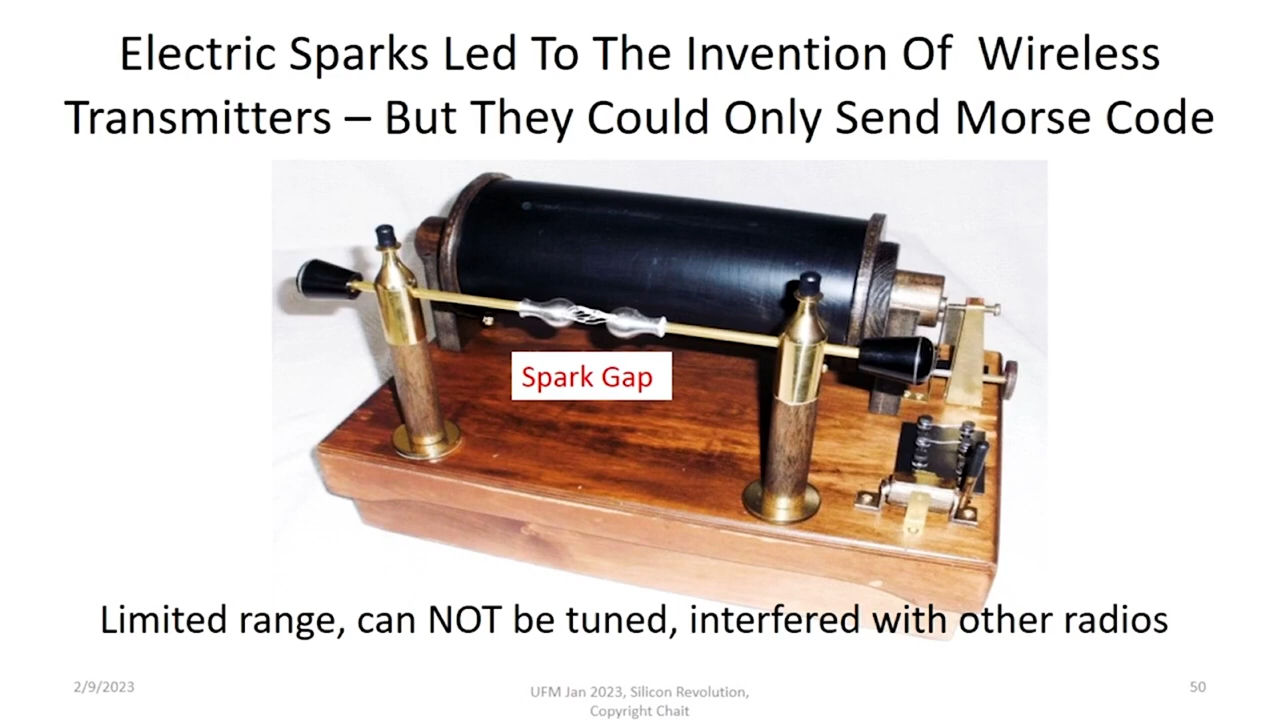 Electric Sparks Led To The Invention Of  Wireless
Transmitters – But They Could Only Send Morse Code
Spark Gap
Limited range, can NOT be tuned, interfered with other radios
2/9/2023
UFM Jan 2023, Silicon Revolution,
Copyright Chait
50